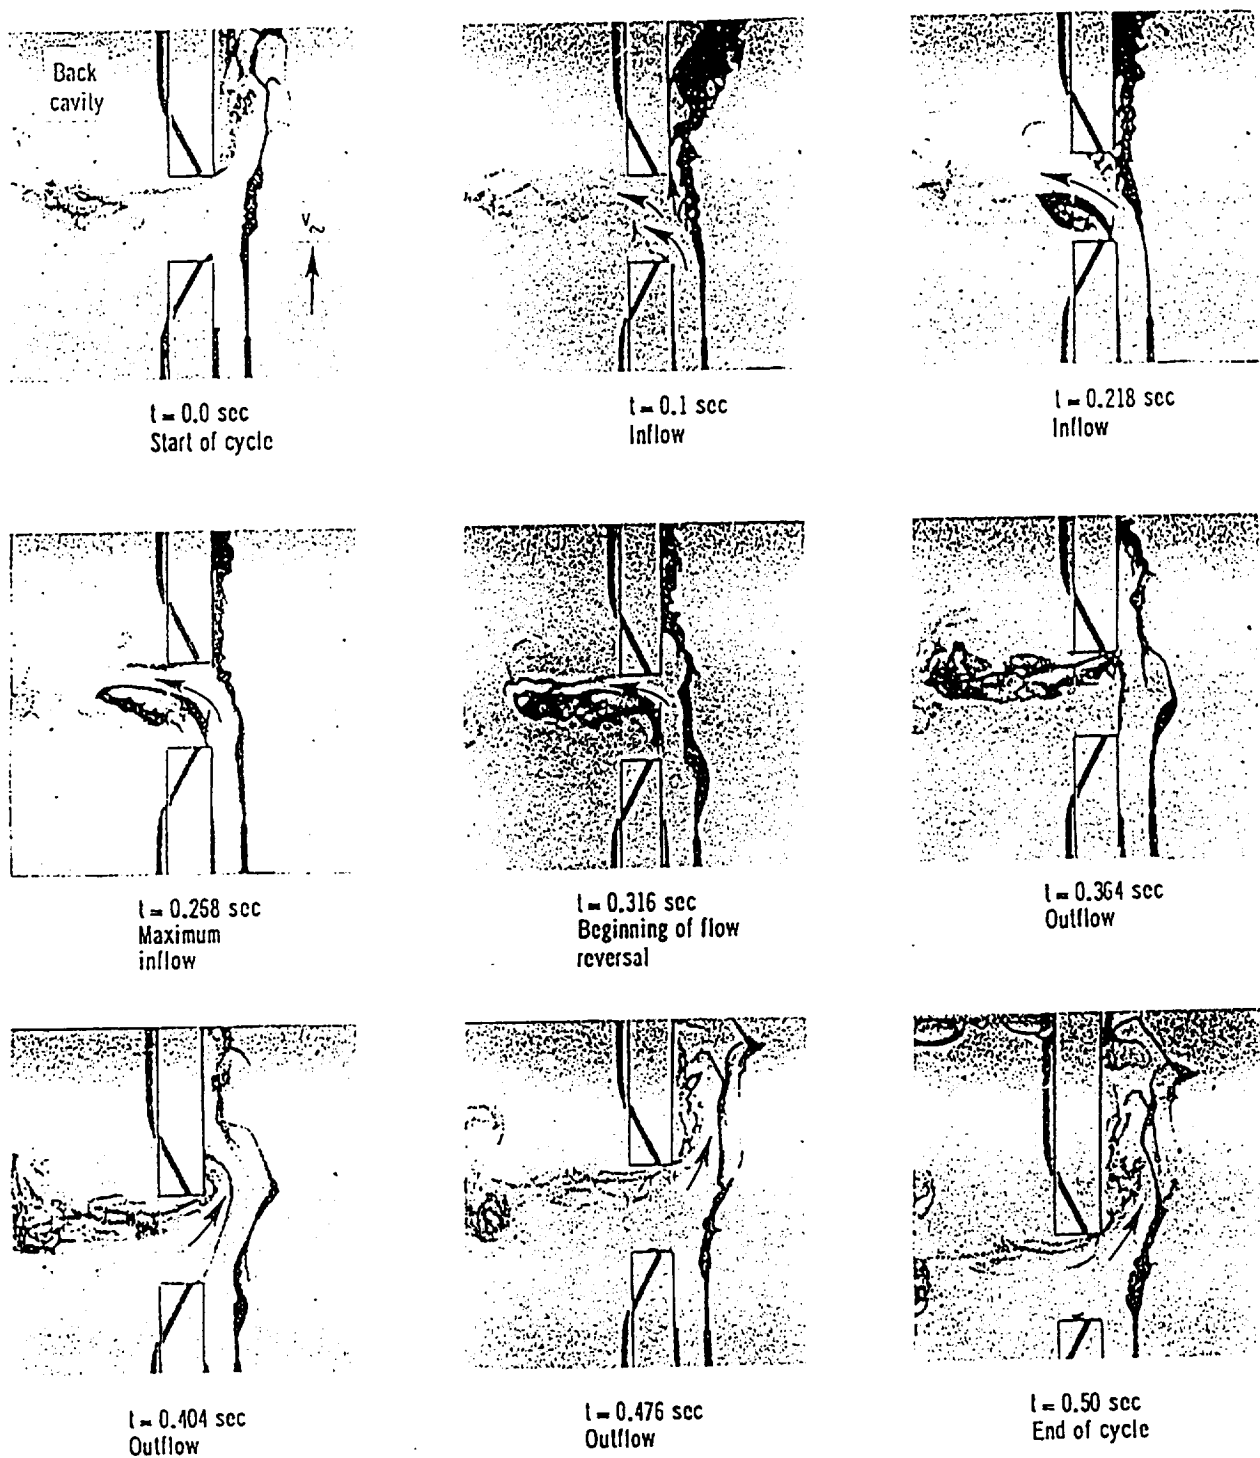 Back
cavily
v2
t = 0.0 sec
Start of cycle
t = 0.1 sec
Inflow
t = 0.218 sec
Inflow
t = 0.268 sec
Maximum
inflow
t = 0.316 sec
Beginning of flow
reversal
t = 0.364 sec
Outflow
t = 0.404 sec
Outflow
t = 0.476 sec
Outflow
t = 0.50 sec
End of cycle